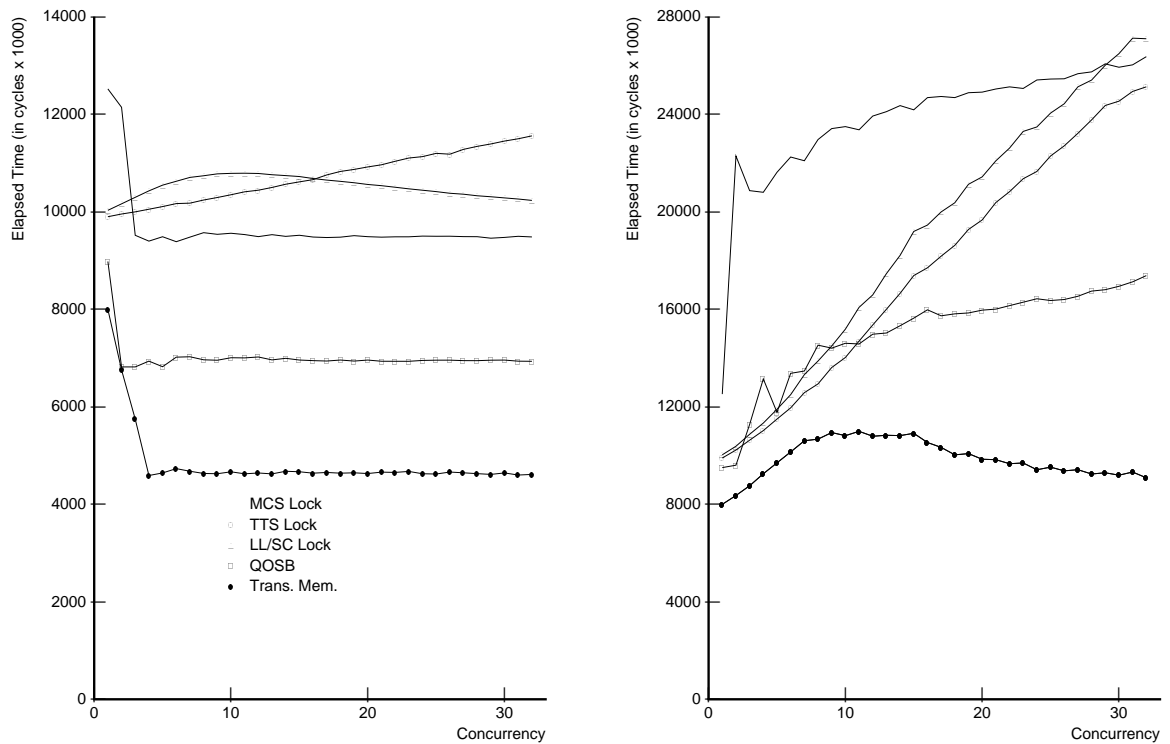 Elapsed Time (in cycles x 1000)
14000
12000
10000
8000
6000
4000
2000
0
MCS Lock
TTS Lock
LL/SC Lock
QOSB
Trans. Mem.
0 10 20 30
Concurrency
Elapsed Time (in cycles x 1000)
28000
24000
20000
16000
12000
8000
4000
0
0 10 20 30
Concurrency